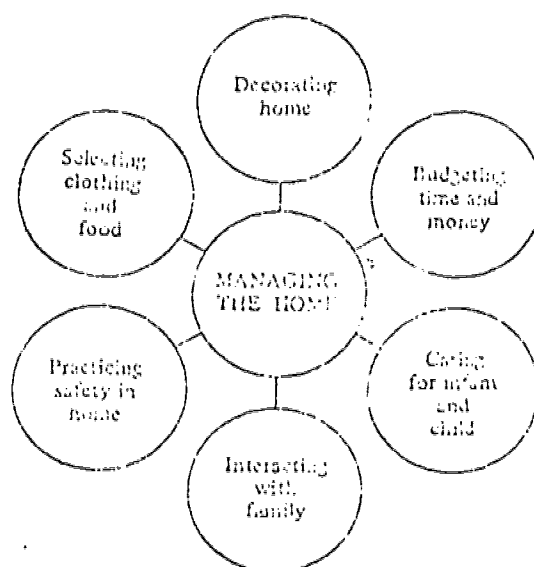 Decorating
home
Selecting
clothing
and
food
Budgeting
time and
money
MANAGING
THE HOME
Practicing
safety in
home
Caring
for infant
and
child
Interacting
with
family